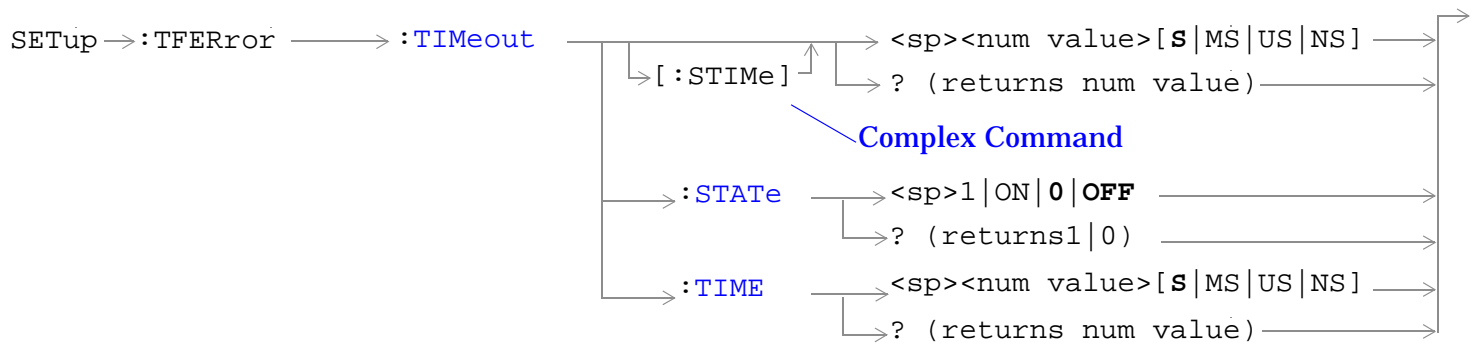 SETup :TFERror :TIMeout <sp><num value>[S|MS|US|NS]
[:STIMe] ? (returns num value)
Complex Command
:STATe <sp>1|ON|0|OFF
? (returns1|0)
:TIME <sp><num value>[S|MS|US|NS]
? (returns num value)